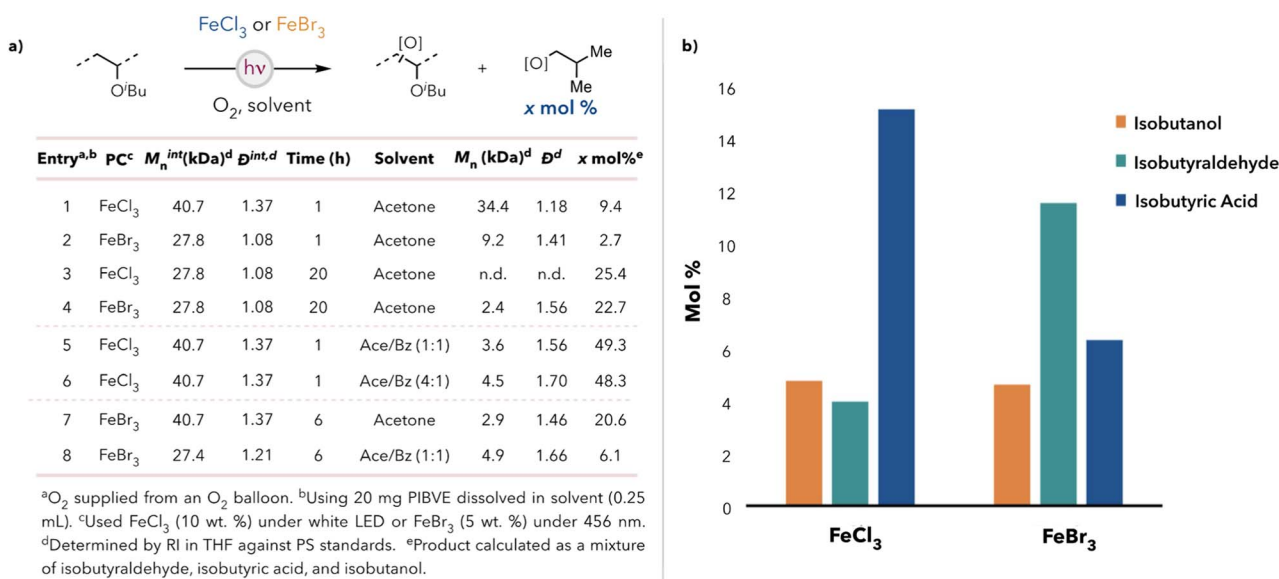 a)
FeCl₃ or FeBr₃
hν
O₂, solvent
OⁱBu
[O]
OⁱBu
+
[O]
Me
Me
x mol %
Entryᵃ,ᵇ PCᶜ Mₙⁱⁿᵗ(kDa)ᵈ Đⁱⁿᵗ,ᵈ Time (h) Solvent Mₙ (kDa)ᵈ Đᵈ x mol%ᵉ
1 FeCl₃ 40.7 1.37 1 Acetone 34.4 1.18 9.4
2 FeBr₃ 27.8 1.08 1 Acetone 9.2 1.41 2.7
3 FeCl₃ 27.8 1.08 20 Acetone n.d. n.d. 25.4
4 FeBr₃ 27.8 1.08 20 Acetone 2.4 1.56 22.7
5 FeCl₃ 40.7 1.37 1 Ace/Bz (1:1) 3.6 1.56 49.3
6 FeCl₃ 40.7 1.37 1 Ace/Bz (4:1) 4.5 1.70 48.3
7 FeBr₃ 40.7 1.37 6 Acetone 2.9 1.46 20.6
8 FeBr₃ 27.4 1.21 6 Ace/Bz (1:1) 4.9 1.66 6.1
ᵃO₂ supplied from an O₂ balloon. ᵇUsing 20 mg PIBVE dissolved in solvent (0.25
mL). ᶜUsed FeCl₃ (10 wt. %) under white LED or FeBr₃ (5 wt. %) under 456 nm.
ᵈDetermined by RI in THF against PS standards. ᵉProduct calculated as a mixture
of isobutyraldehyde, isobutyric acid, and isobutanol.
b)
Mol %
16
14
12
10
8
6
4
2
0
FeCl₃
FeBr₃
Isobutanol
Isobutyraldehyde
Isobutyric Acid